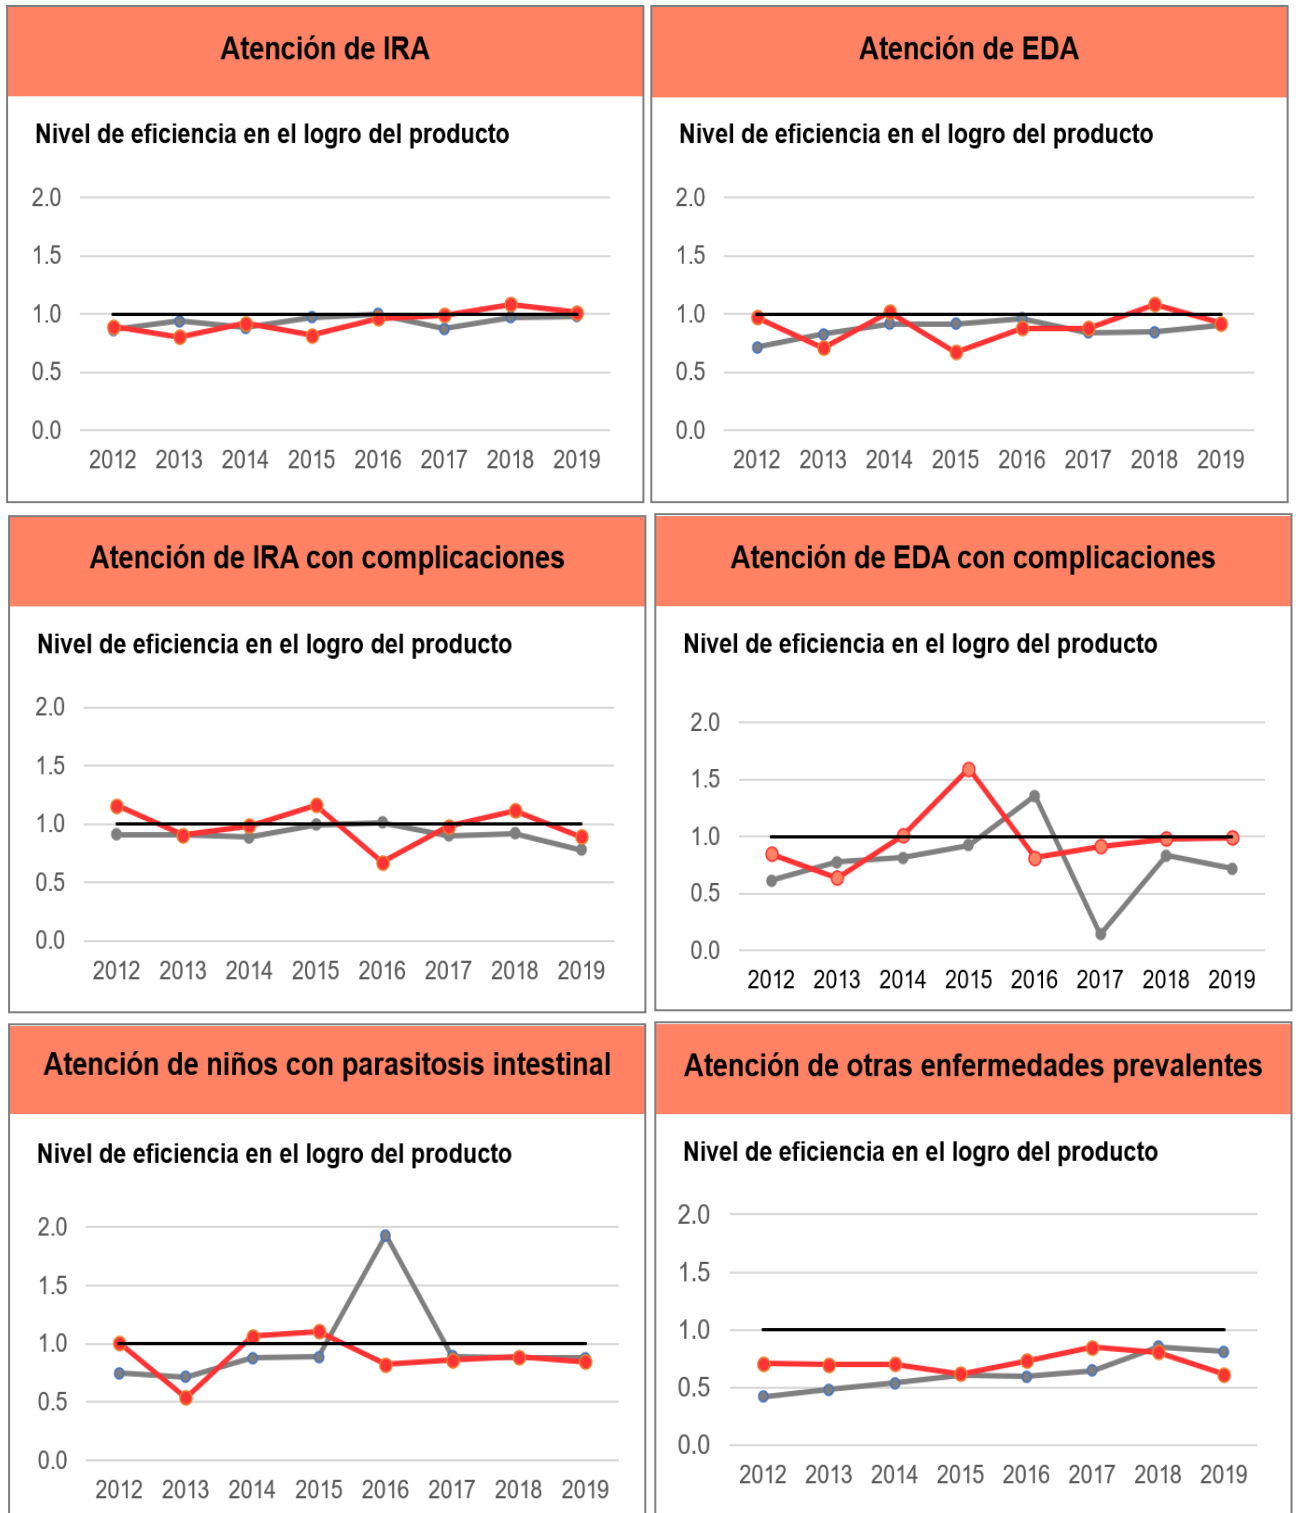 Atención de IRA
Nivel de eficiencia en el logro del producto
2.0
1.5
1.0
0.5
0.0
2012 2013 2014 2015 2016 2017 2018 2019
Atención de EDA
Nivel de eficiencia en el logro del producto
2.0
1.5
1.0
0.5
0.0
2012 2013 2014 2015 2016 2017 2018 2019
Atención de IRA con complicaciones
Nivel de eficiencia en el logro del producto
2.0
1.5
1.0
0.5
0.0
2012 2013 2014 2015 2016 2017 2018 2019
Atención de EDA con complicaciones
Nivel de eficiencia en el logro del producto
2.0
1.5
1.0
0.5
0.0
2012 2013 2014 2015 2016 2017 2018 2019
Atención de niños con parasitosis intestinal
Nivel de eficiencia en el logro del producto
2.0
1.5
1.0
0.5
0.0
2012 2013 2014 2015 2016 2017 2018 2019
Atención de otras enfermedades prevalentes
Nivel de eficiencia en el logro del producto
2.0
1.5
1.0
0.5
0.0
2012 2013 2014 2015 2016 2017 2018 2019